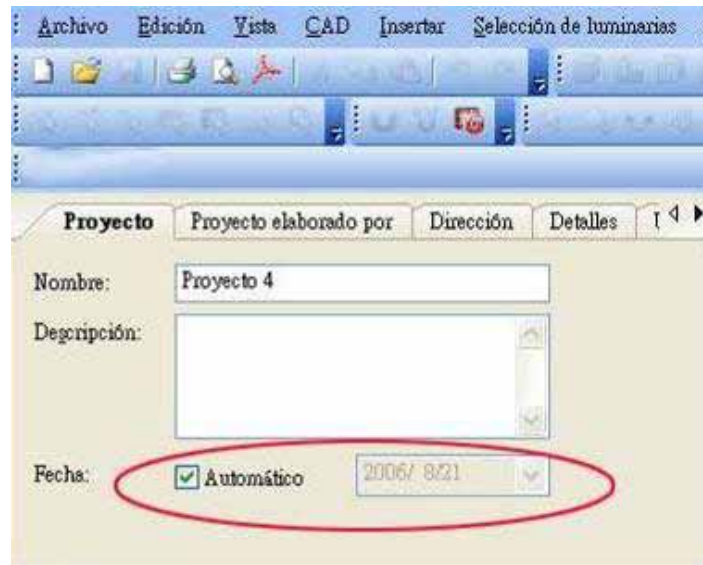 Archivo Edición Vista CAD Insertar Selección de luminarias
Proyecto Proyecto elaborado por Dirección Detalles
Nombre: Proyecto 4
Descripción:
Fecha: Automático 2006/ 8/21